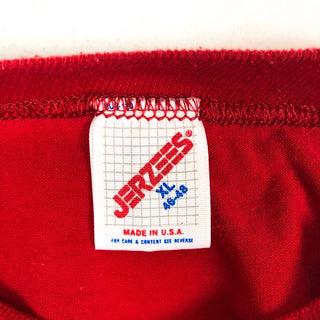 JERZEES®
XL
46-48
MADE IN U.S.A.
FOR CARE & CONTENT SEE REVERSE